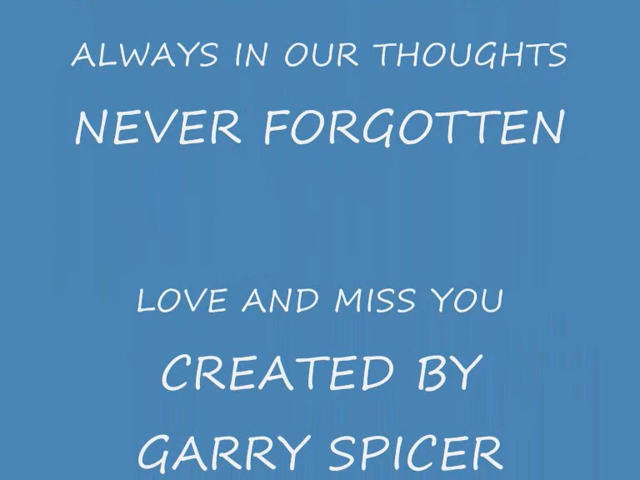 ALWAYS IN OUR THOUGHTS
NEVER FORGOTTEN
LOVE AND MISS YOU
CREATED BY
GARRY SPICER